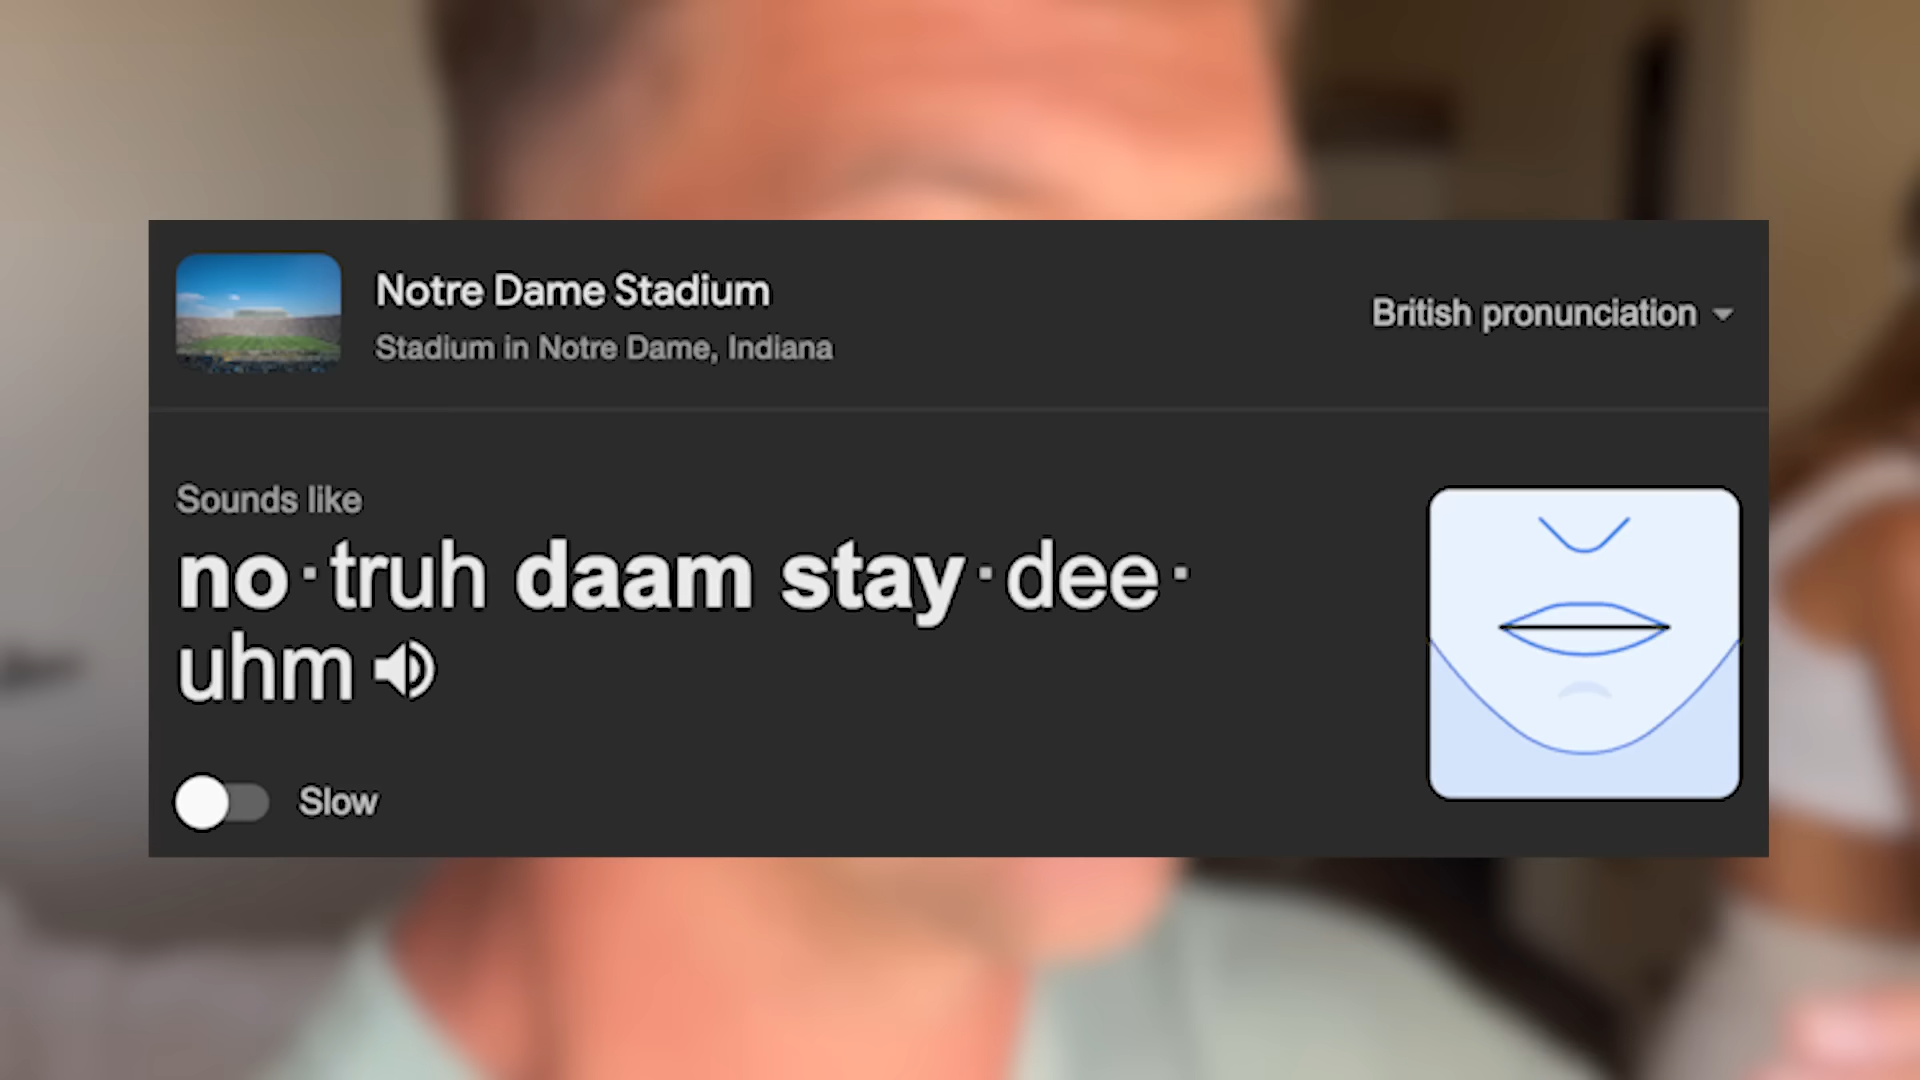 Notre Dame Stadium
Stadium in Notre Dame, Indiana
British pronunciation
Sounds like
no·truh daam stay·dee·
uhm
Slow